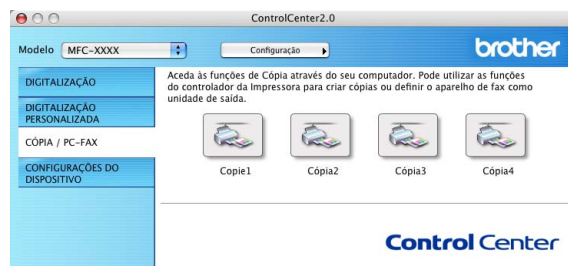 ControlCenter2.0
Modelo MFC-XXXX Configuração brother
DIGITALIZAÇÃO
DIGITALIZAÇÃO
PERSONALIZADA
CÓPIA / PC-FAX
CONFIGURAÇÕES DO
DISPOSITIVO
Aceda às funções de Cópia através do seu computador. Pode utilizar as funções
do controlador da Impressora para criar cópias ou definir o aparelho de fax como
unidade de saída.
Copie1 Cópia2 Cópia3 Cópia4
Control Center